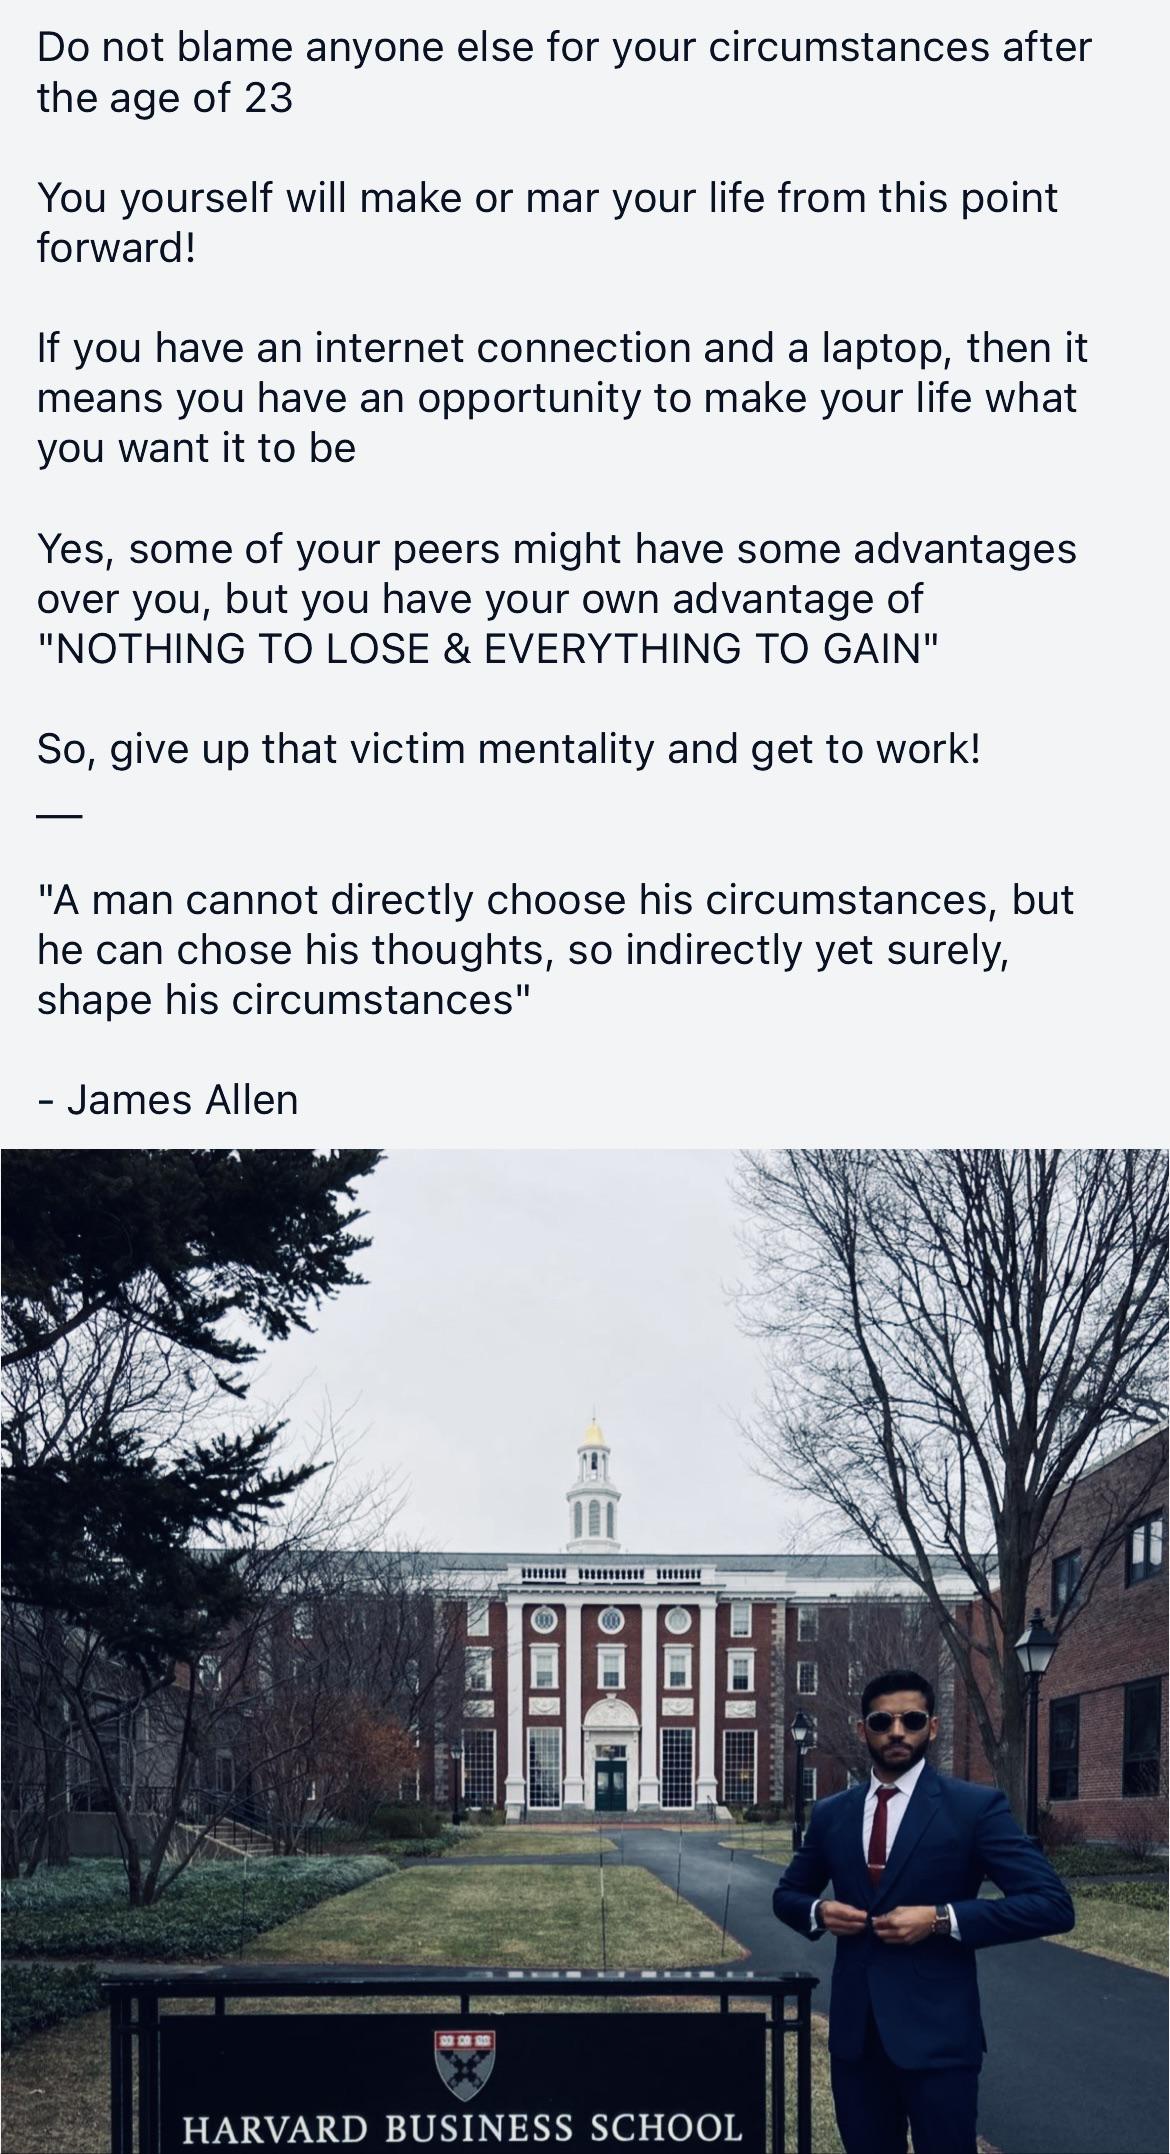 Do not blame anyone else for your circumstances after
the age of 23
You yourself will make or mar your life from this point
forward!
If you have an internet connection and a laptop, then it
means you have an opportunity to make your life what
you want it to be
Yes, some of your peers might have some advantages
over you, but you have your own advantage of
"NOTHING TO LOSE & EVERYTHING TO GAIN"
So, give up that victim mentality and get to work!
—
"A man cannot directly choose his circumstances, but
he can chose his thoughts, so indirectly yet surely,
shape his circumstances"
- James Allen
HARVARD BUSINESS SCHOOL